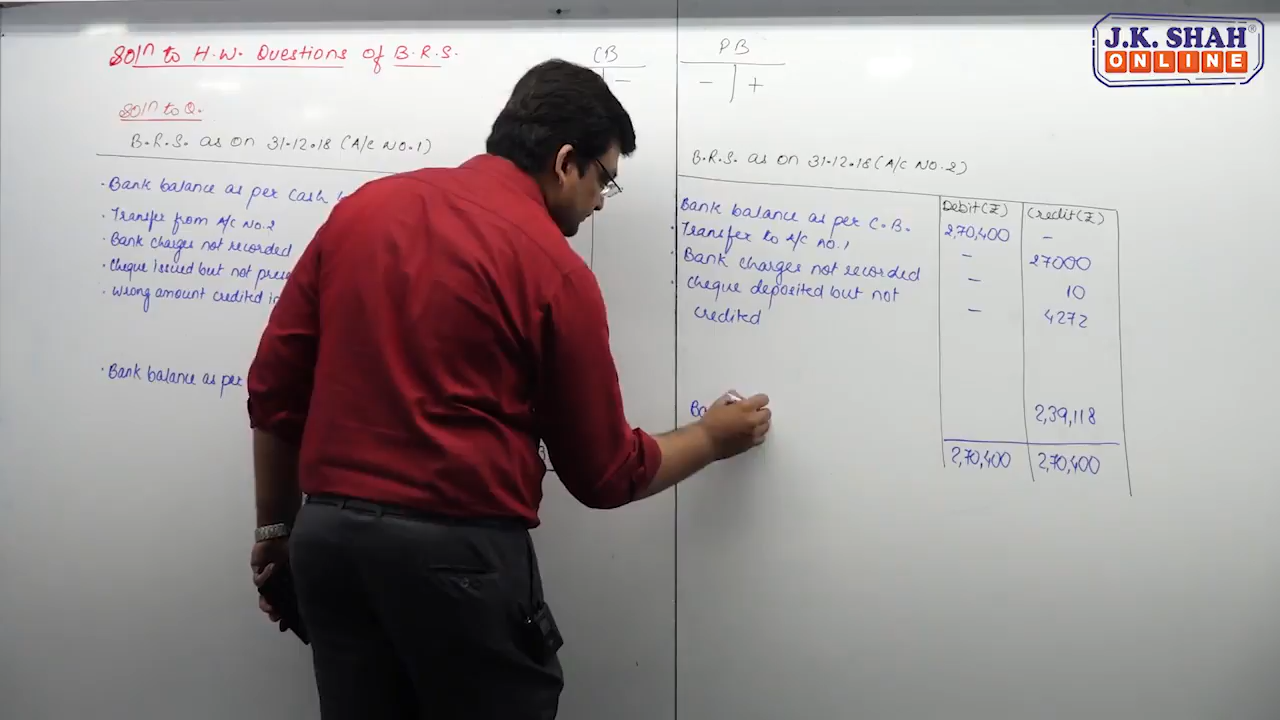 Sol^n to H.W. Questions of B.R.S.
CB
-
Sol^n to Q.
B.R.S. as on 31.12.18 (A/c NO.1)
• Bank balance as per Cash
• Transfer from A/c No.2
• Bank charges not recorded
• Cheque issued but not
• Wrong amount credited
• Bank balance as per
PB
- +
J.K. SHAH®
ONLINE
B.R.S. as on 31.12.18 (A/c NO.2)
Debit(₹) Credit(₹)
Bank balance as per C.B. 2,70,400 -
• Transfer to A/c No.1 - 27000
• Bank charges not recorded - 10
• Cheque deposited but not
credited - 4272
2,39,118
2,70,400 2,70,400